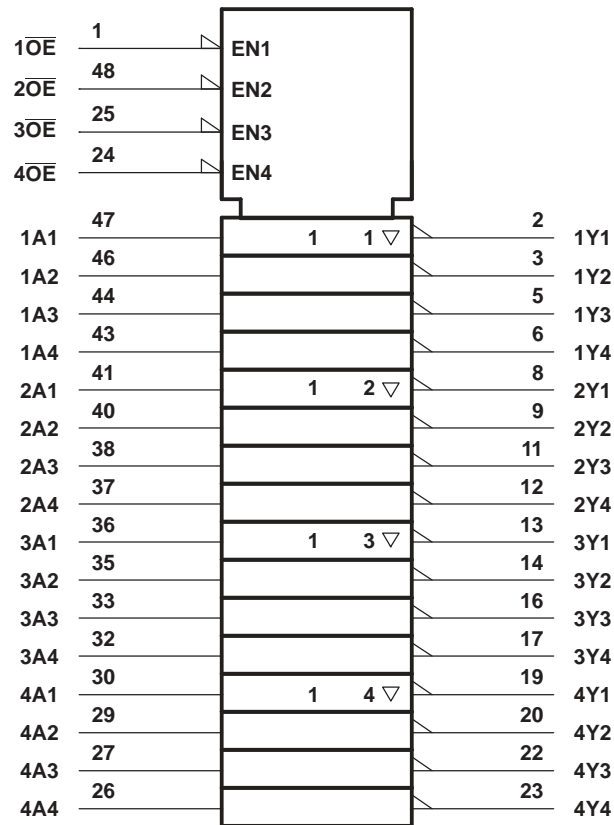 1O̅E̅ 1 EN1
2O̅E̅ 48 EN2
3O̅E̅ 25 EN3
4O̅E̅ 24 EN4
1A1 47 1 1 ▽ 2 1Y1
1A2 46 3 1Y2
1A3 44 5 1Y3
1A4 43 6 1Y4
2A1 41 1 2 ▽ 8 2Y1
2A2 40 9 2Y2
2A3 38 11 2Y3
2A4 37 12 2Y4
3A1 36 1 3 ▽ 13 3Y1
3A2 35 14 3Y2
3A3 33 16 3Y3
3A4 32 17 3Y4
4A1 30 1 4 ▽ 19 4Y1
4A2 29 20 4Y2
4A3 27 22 4Y3
4A4 26 23 4Y4